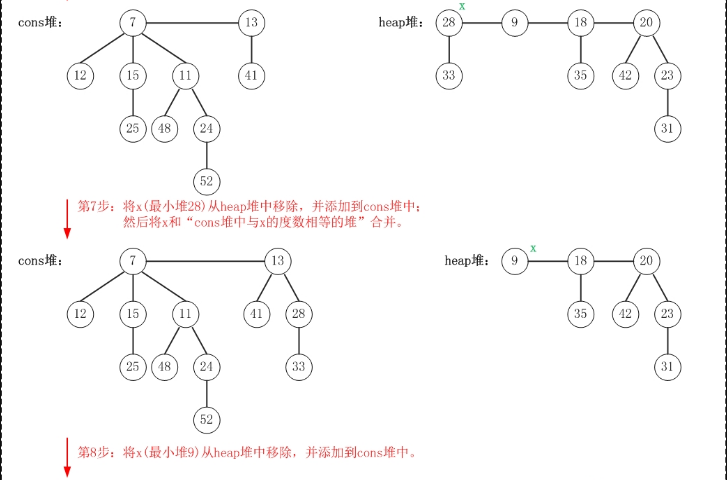 x
cons堆: 7 13 heap堆: 28 9 18 20
12 15 11 41 33 35 42 23
25 48 24 31
52
第7步: 将x(最小堆28)从heap堆中移除，并添加到cons堆中;
然后将x和“cons堆中与x的度数相等的堆”合并。
x
cons堆: 7 13 heap堆: 9 18 20
12 15 11 41 28 35 42 23
25 48 24 33 31
52
第8步: 将x(最小堆9)从heap堆中移除，并添加到cons堆中。